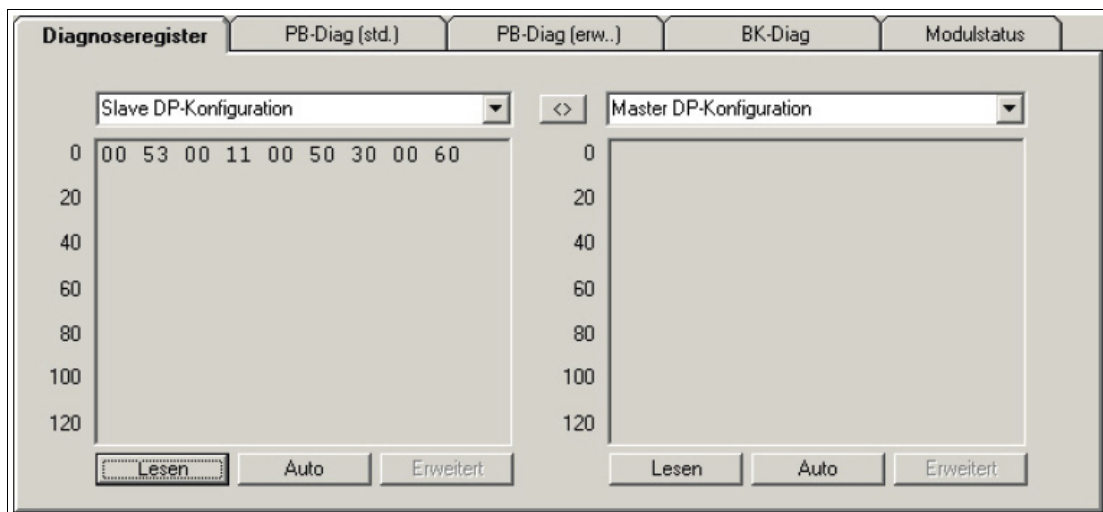 Diagnoseregister PB-Diag (std.) PB-Diag (erw..) BK-Diag Modulstatus
Slave DP-Konfiguration <> Master DP-Konfiguration
0 00 53 00 11 00 50 30 00 60 0
20 20
40 40
60 60
80 80
100 100
120 120
Lesen Auto Erweitert Lesen Auto Erweitert